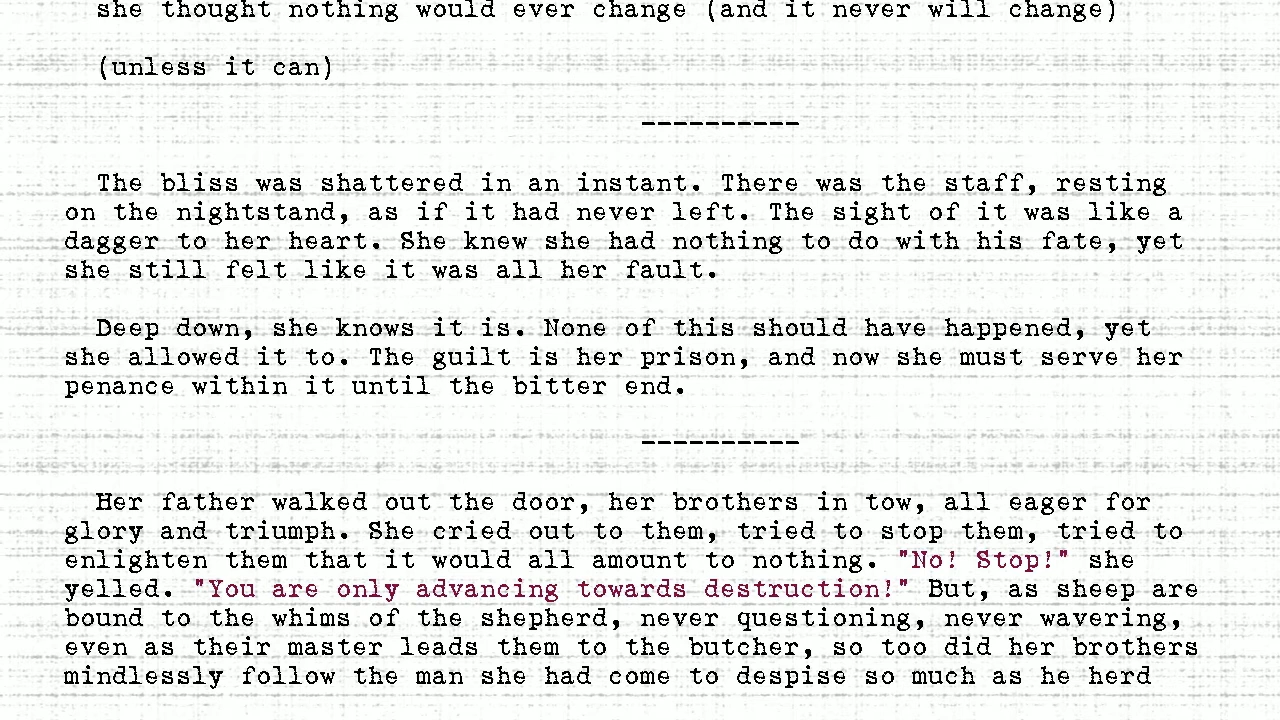 she thought nothing would ever change (and it never will change)
(unless it can)
----------
The bliss was shattered in an instant. There was the staff, resting
on the nightstand, as if it had never left. The sight of it was like a
dagger to her heart. She knew she had nothing to do with his fate, yet
she still felt like it was all her fault.
Deep down, she knows it is. None of this should have happened, yet
she allowed it to. The guilt is her prison, and now she must serve her
penance within it until the bitter end.
----------
Her father walked out the door, her brothers in tow, all eager for
glory and triumph. She cried out to them, tried to stop them, tried to
enlighten them that it would all amount to nothing. "No! Stop!" she
yelled. "You are only advancing towards destruction!" But, as sheep are
bound to the whims of the shepherd, never questioning, never wavering,
even as their master leads them to the butcher, so too did her brothers
mindlessly follow the man she had come to despise so much as he herd